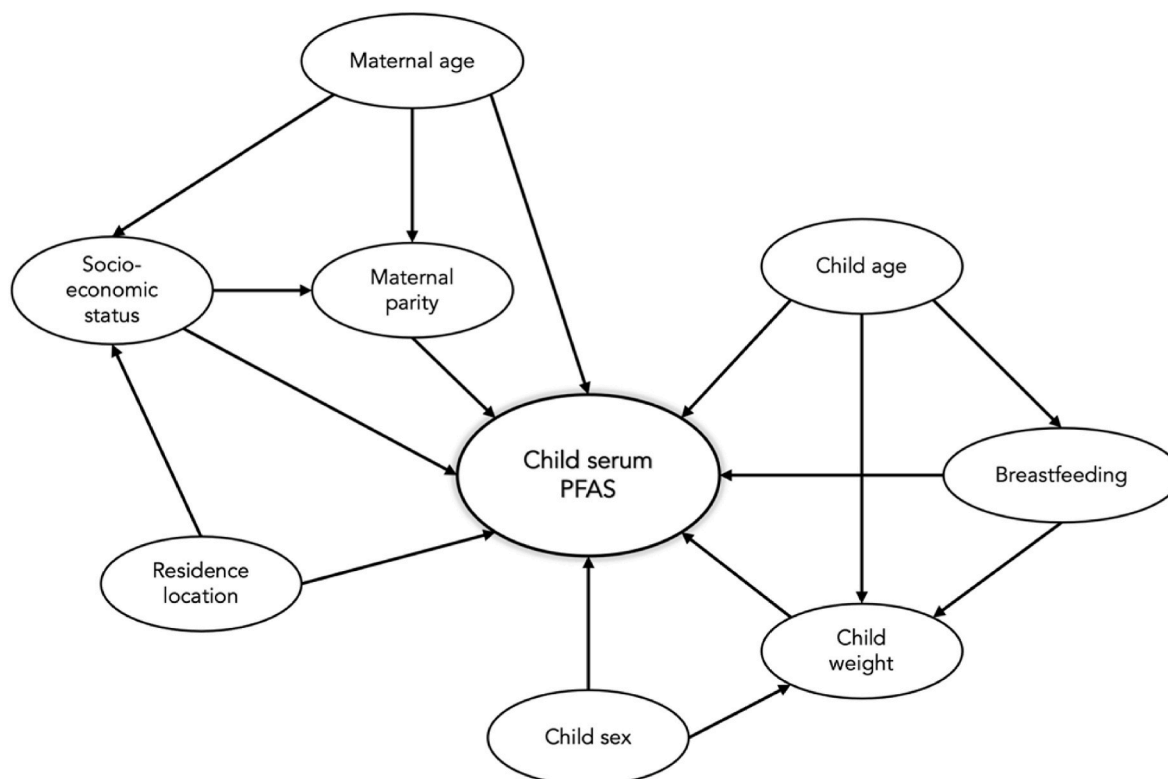 Maternal age
Socio-
economic
status
Maternal
parity
Child age
Child serum
PFAS
Breastfeeding
Residence
location
Child
weight
Child sex